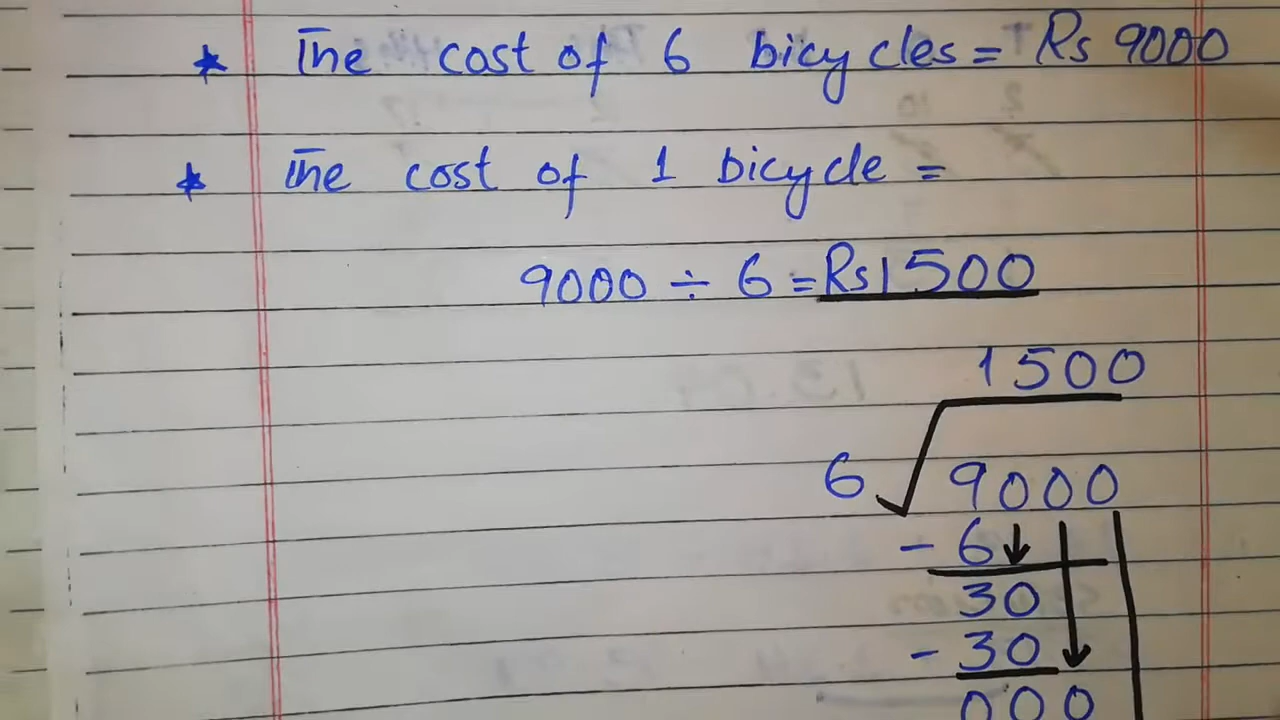 * The cost of 6 bicycles = Rs 9000
* The cost of 1 bicycle =
9000 ÷ 6 = Rs 1500
1500
6 √ 9000
- 6
30
- 30
000